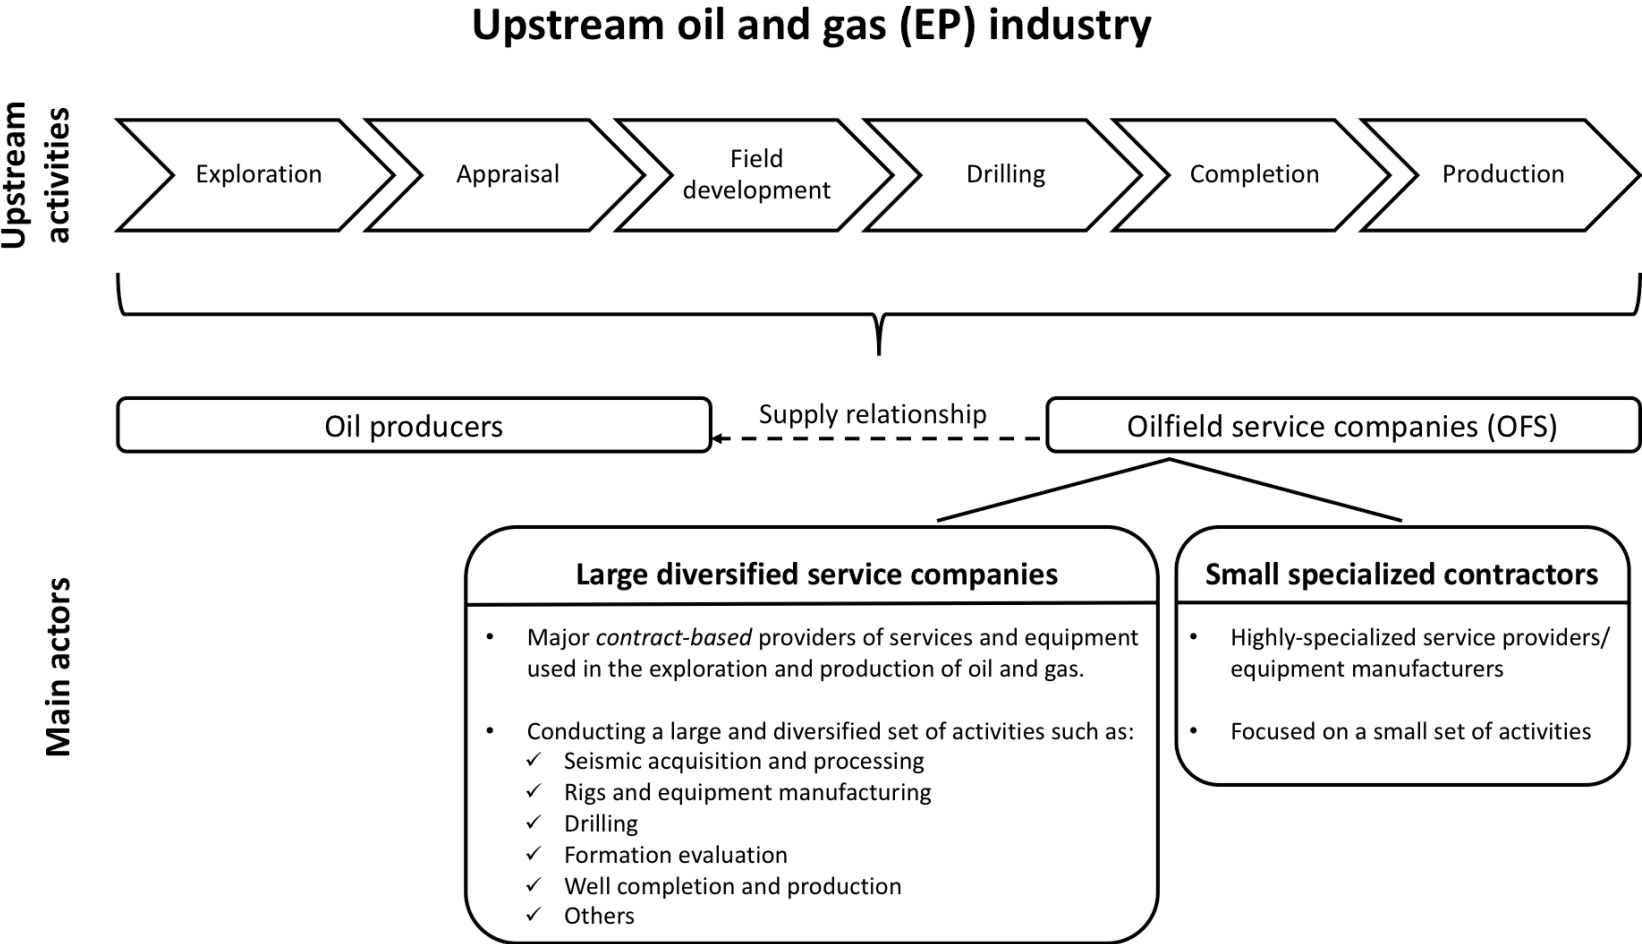 Upstream oil and gas (EP) industry
Upstream
activities
Exploration
Appraisal
Field
development
Drilling
Completion
Production
Main actors
Oil producers
Supply relationship
Oilfield service companies (OFS)
Large diversified service companies
• Major contract-based providers of services and equipment
used in the exploration and production of oil and gas.
• Conducting a large and diversified set of activities such as:
✓ Seismic acquisition and processing
✓ Rigs and equipment manufacturing
✓ Drilling
✓ Formation evaluation
✓ Well completion and production
✓ Others
Small specialized contractors
• Highly-specialized service providers/
equipment manufacturers
• Focused on a small set of activities